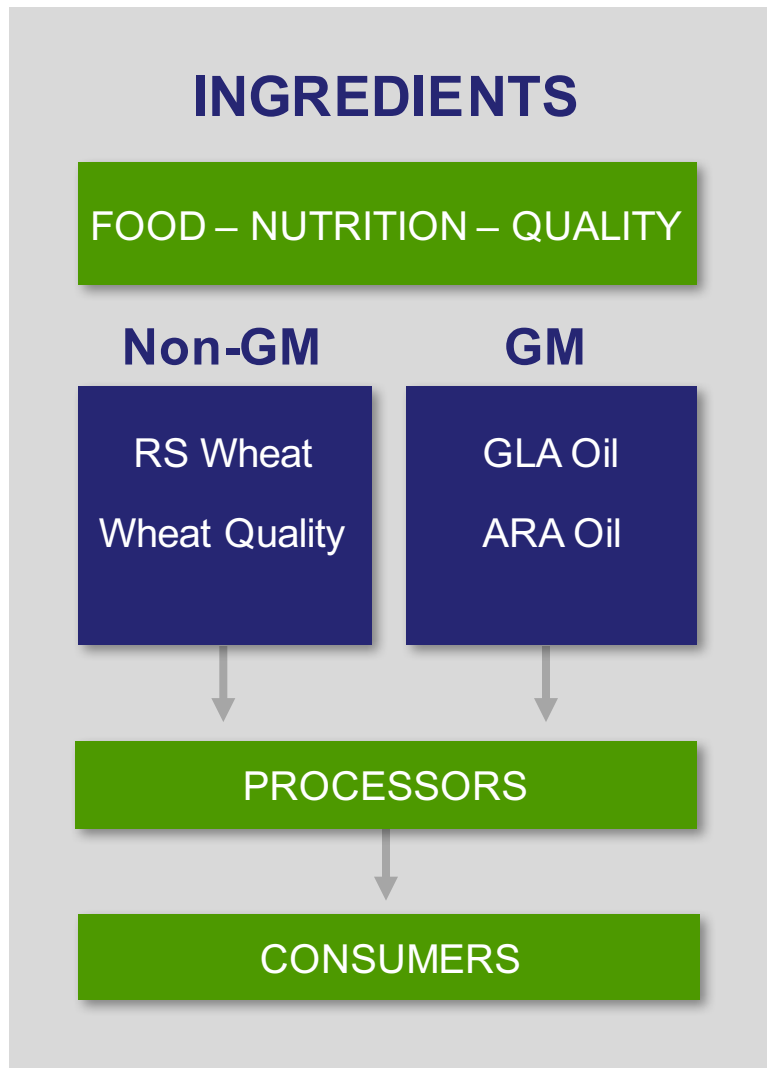 INGREDIENTS
FOOD – NUTRITION – QUALITY
Non-GM
GM
RS Wheat
Wheat Quality
GLA Oil
ARA Oil
PROCESSORS
CONSUMERS